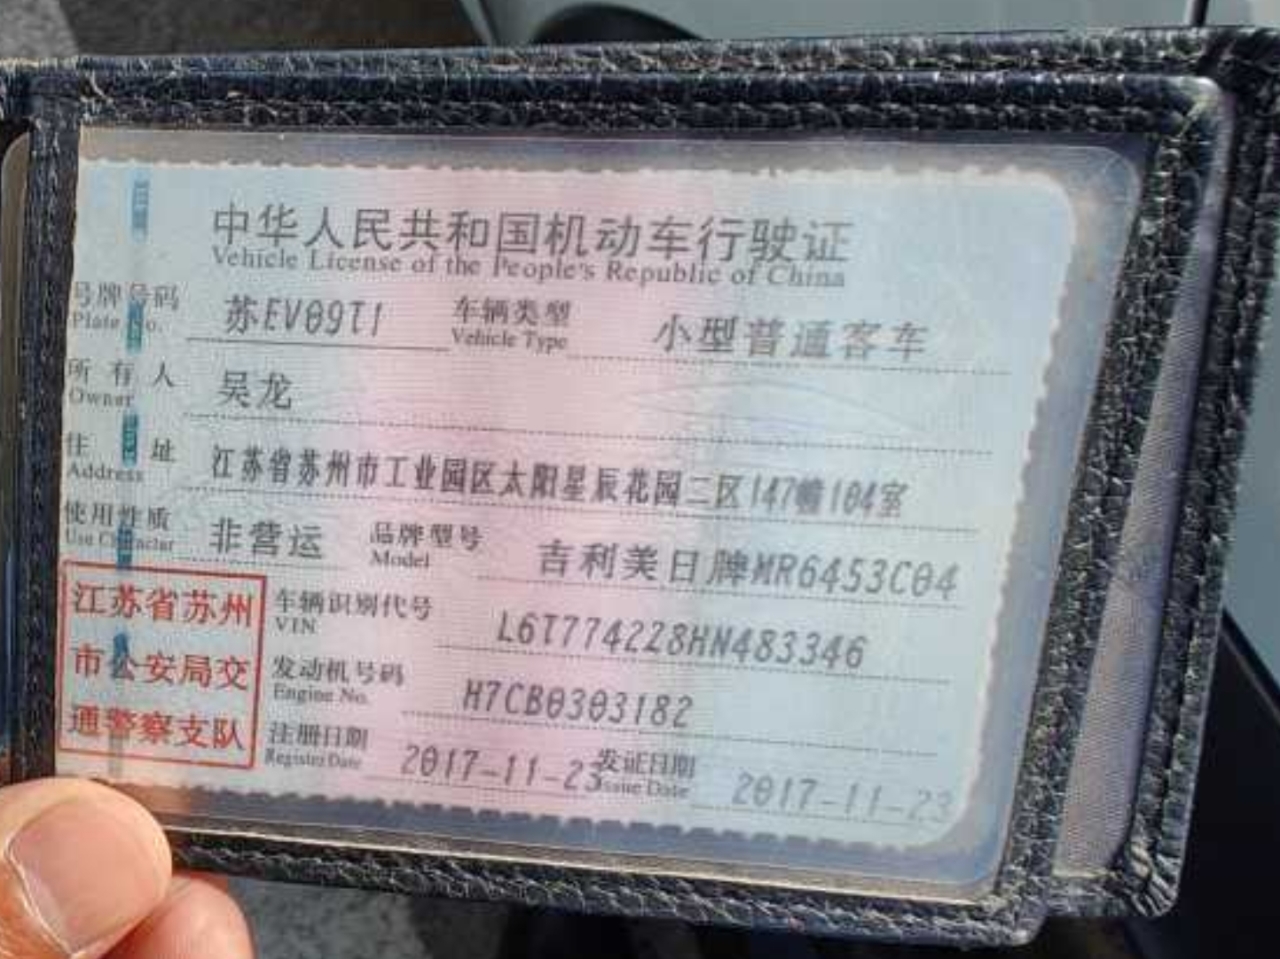 中华人民共和国机动车行驶证
Vehicle License of the People's Republic of China
号牌号码 苏EV09T1 车辆类型 小型普通客车
Plate No. Vehicle Type
所有人 吴龙
Owner
住址 江苏省苏州市工业园区太阳星辰花园二区147幢104室
Address
使用性质 非营运 品牌型号 吉利美日牌MR6453C04
Use Character Model
江苏省苏州
市公安局交
通警察支队
车辆识别代号 L6T7742Z8HN483346
VIN
发动机号码 H7CB0303182
Engine No.
注册日期 2017-11-23 发证日期 2017-11-23
Register Date Issue Date